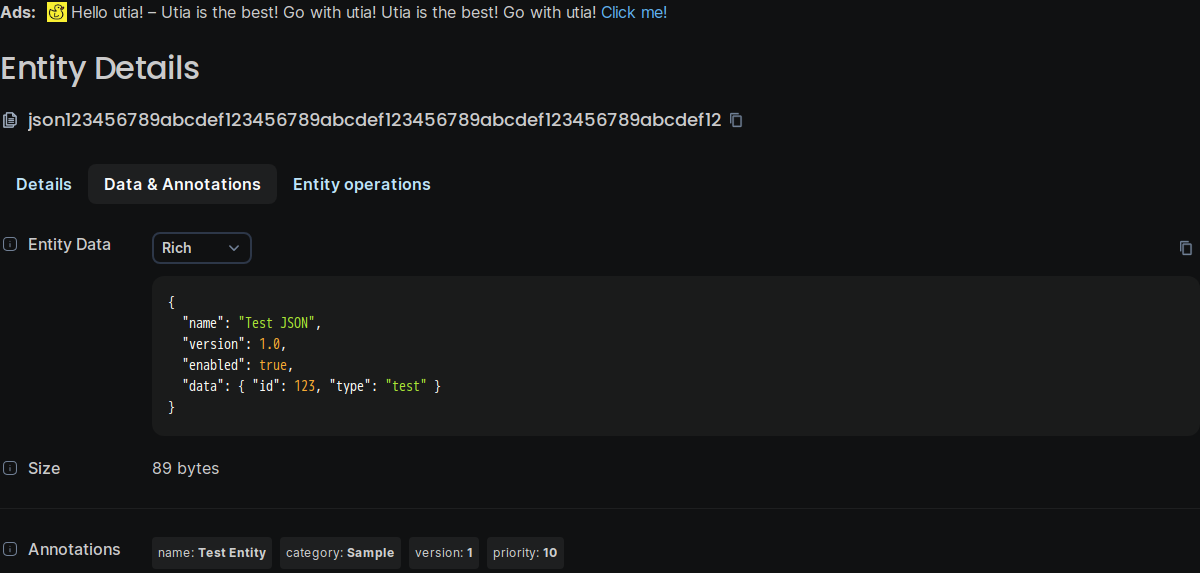 Ads: Hello utia! – Utia is the best! Go with utia! Utia is the best! Go with utia! Click me!
Entity Details
json123456789abcdef123456789abcdef123456789abcdef123456789abcdef12
Details Data & Annotations Entity operations
Entity Data Rich
{
  "name": "Test JSON",
  "version": 1.0,
  "enabled": true,
  "data": { "id": 123, "type": "test" }
}
Size 89 bytes
Annotations name: Test Entity category: Sample version: 1 priority: 10